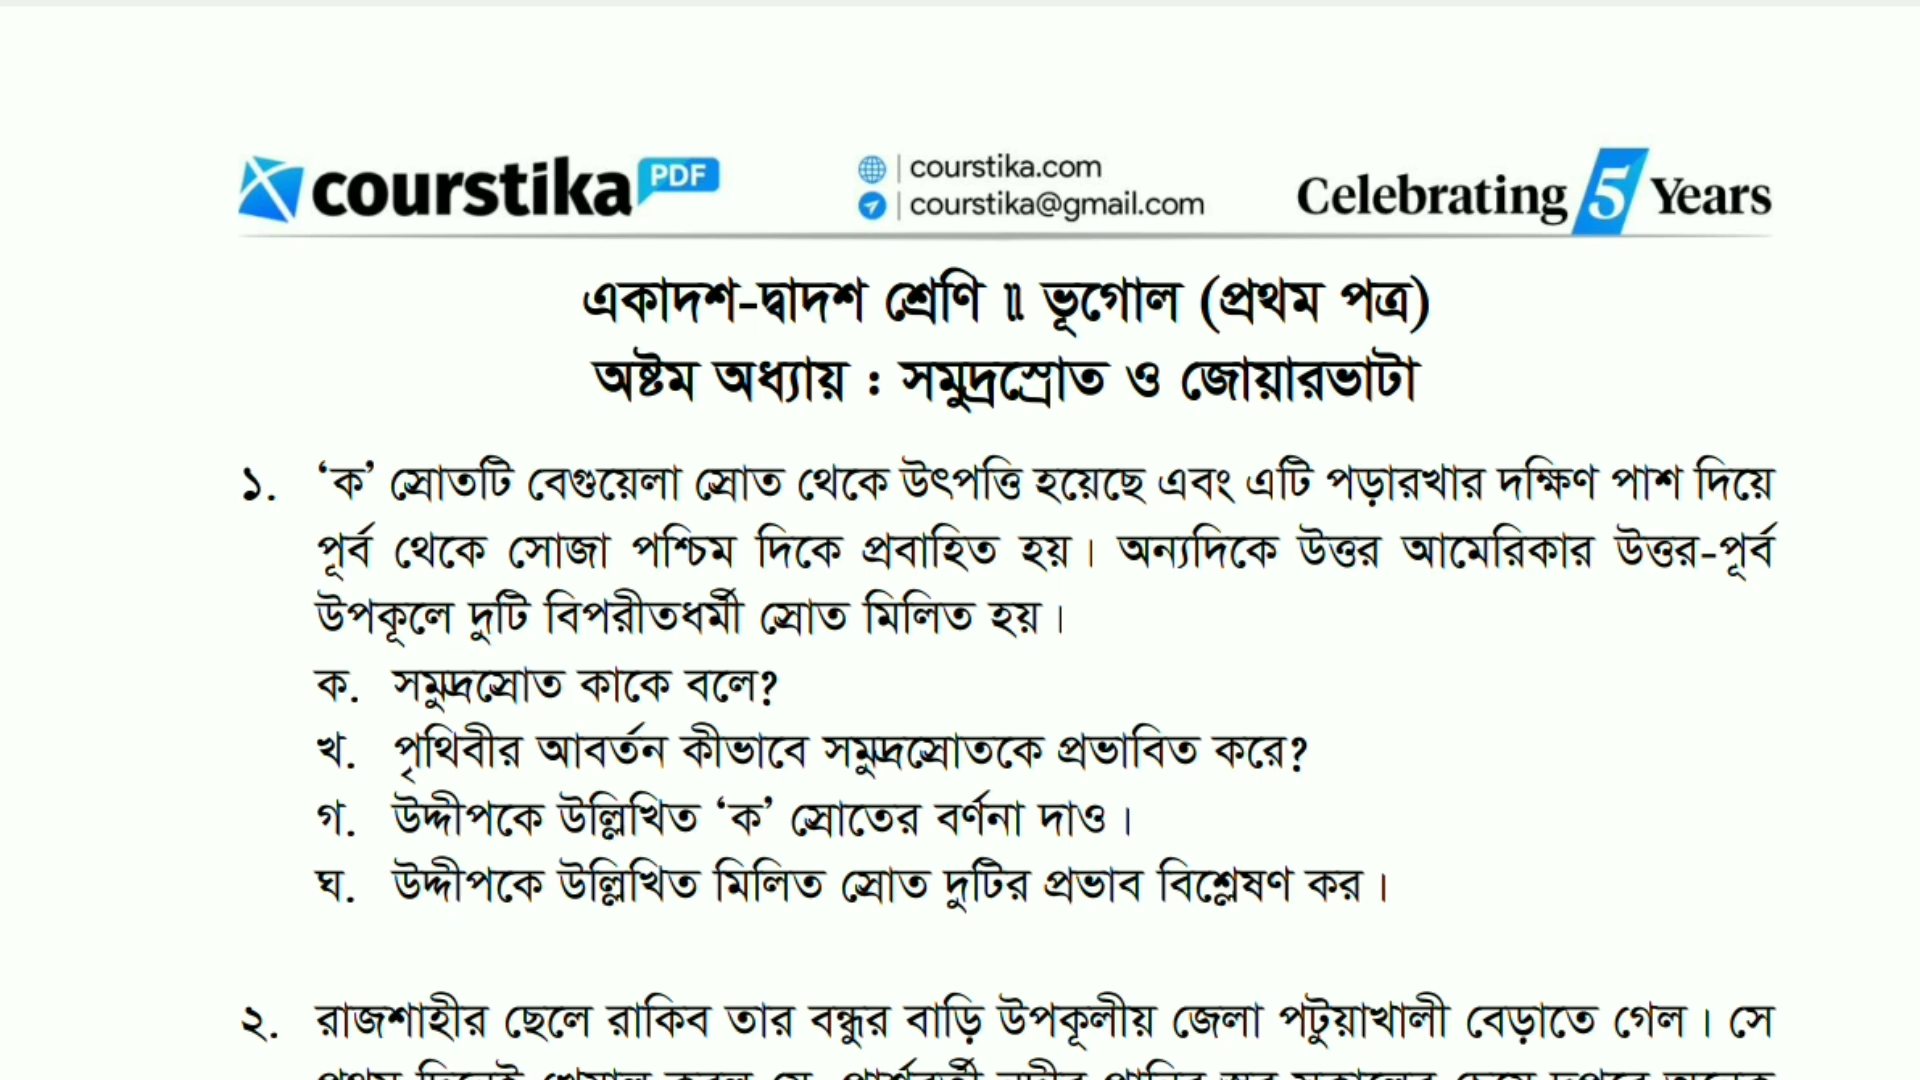 courstika PDF
courstika.com
courstika@gmail.com
Celebrating 5 Years
একাদশ-দ্বাদশ শ্রেণি ॥ ভূগোল (প্রথম পত্র)
অষ্টম অধ্যায় : সমুদ্রস্রোত ও জোয়ারভাটা
১. ‘ক’ স্রোতটি বেগুয়েলা স্রোত থেকে উৎপত্তি হয়েছে এবং এটি পড়ারখার দক্ষিণ পাশ দিয়ে
পূর্ব থেকে সোজা পশ্চিম দিকে প্রবাহিত হয়। অন্যদিকে উত্তর আমেরিকার উত্তর-পূর্ব
উপকূলে দুটি বিপরীতধর্মী স্রোত মিলিত হয়।
ক. সমুদ্রস্রোত কাকে বলে?
খ. পৃথিবীর আবর্তন কীভাবে সমুদ্রস্রোতকে প্রভাবিত করে?
গ. উদ্দীপকে উল্লিখিত ‘ক’ স্রোতের বর্ণনা দাও।
ঘ. উদ্দীপকে উল্লিখিত মিলিত স্রোত দুটির প্রভাব বিশ্লেষণ কর।
২. রাজশাহীর ছেলে রাকিব তার বন্ধুর বাড়ি উপকূলীয় জেলা পটুয়াখালী বেড়াতে গেল। সে